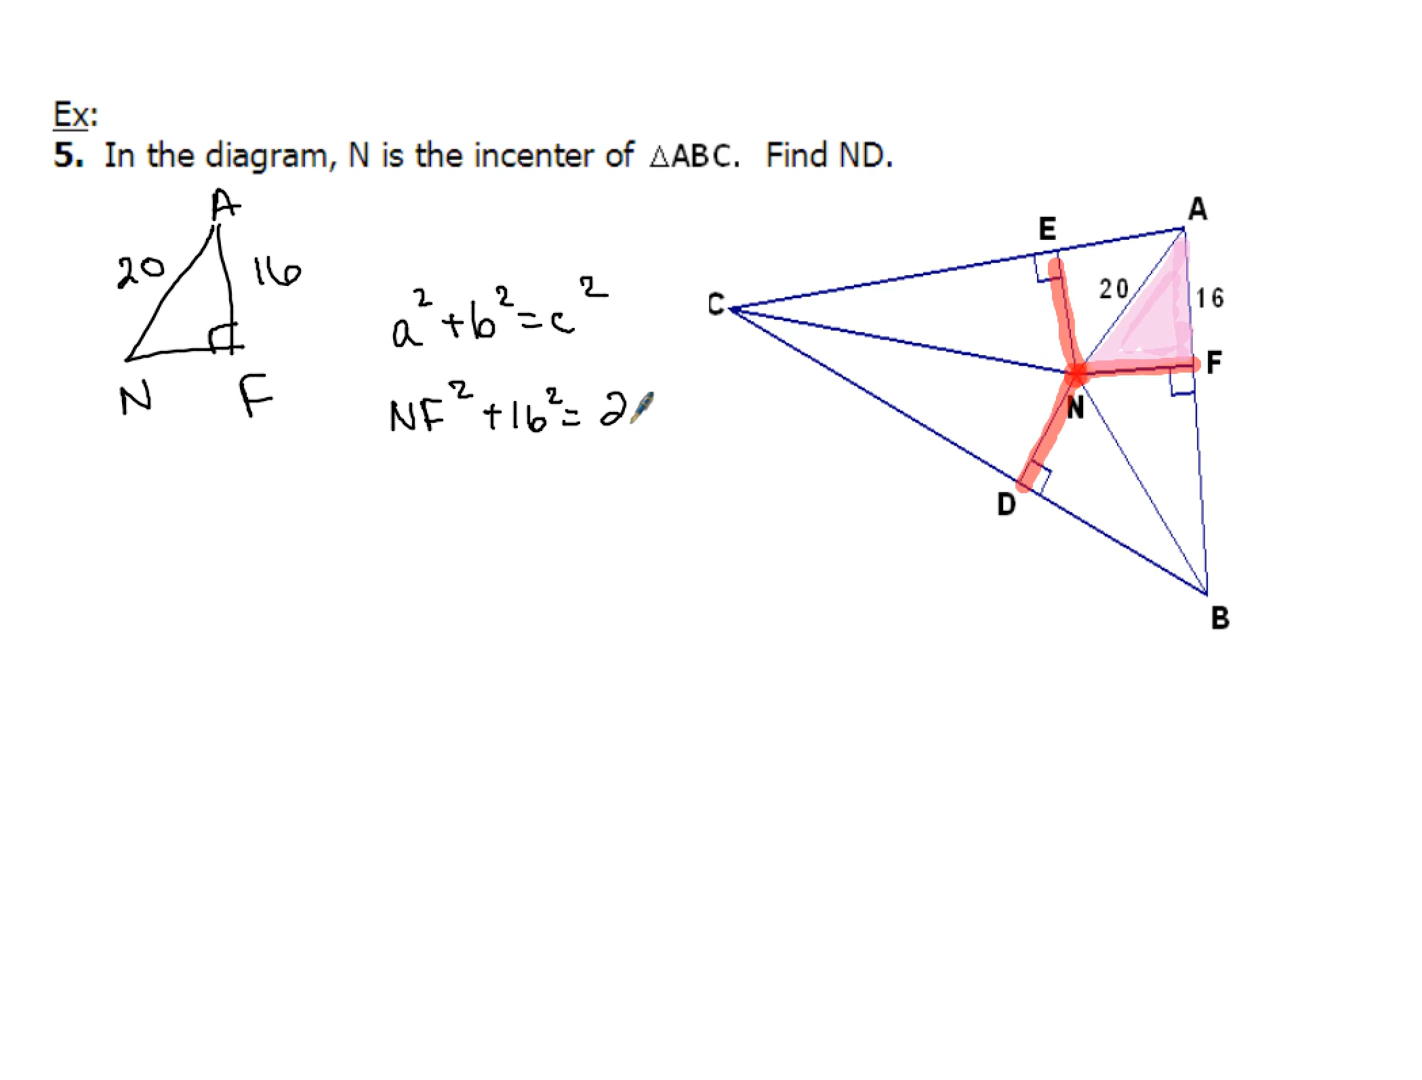 Ex:
5. In the diagram, N is the incenter of △ABC. Find ND.
A
20
16
N
F
a²+b²=c²
NF²+16²=2
A
E
20
16
C
F
N
D
B